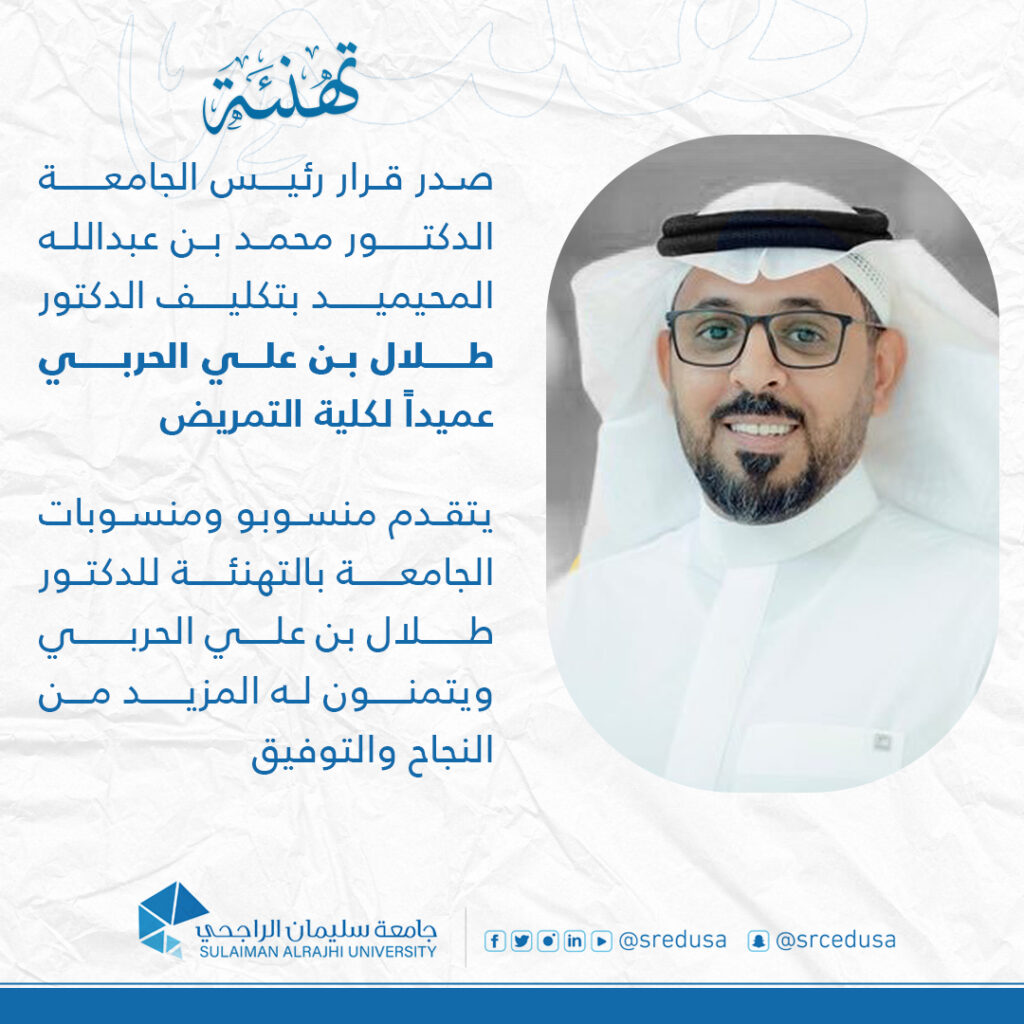 تهنئة
صدر قرار رئيس الجامعة
الدكتور محمد بن عبدالله
المحيميد بتكليف الدكتور
طلال بن علي الحربي
عميداً لكلية التمريض
يتقدم منسوبو ومنسوبات
الجامعة بالتهنئة للدكتور
طلال بن علي الحربي
ويتمنون له المزيد من
النجاح والتوفيق
جامعة سليمان الراجحي
SULAIMAN ALRAJHI UNIVERSITY
@sredusa @srcedusa